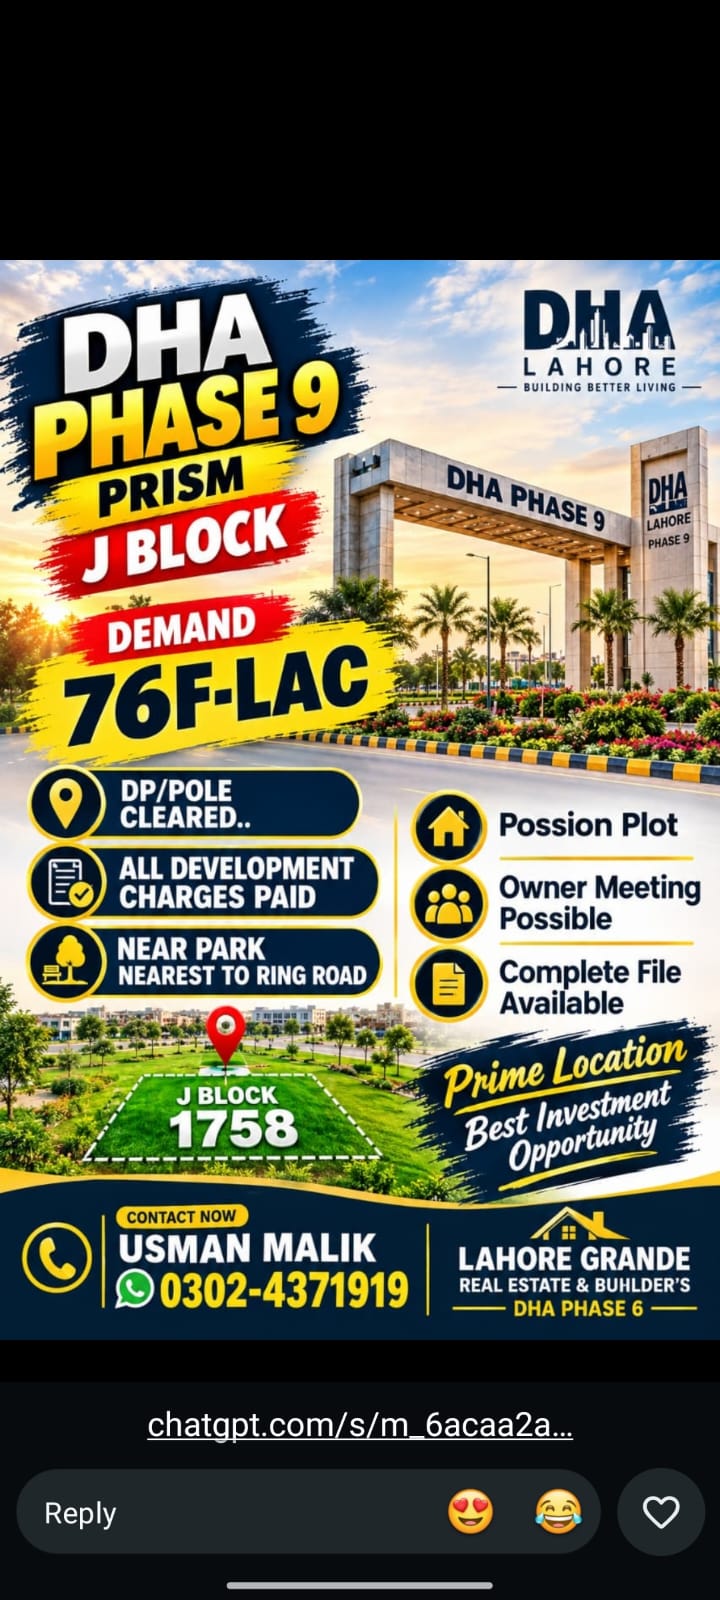 DHA
PHASE 9
PRISM
J BLOCK
DEMAND
76F-LAC
DHA
LAHORE
BUILDING BETTER LIVING
DHA PHASE 9
DHA
LAHORE
PHASE 9
DP/POLE
CLEARED..
ALL DEVELOPMENT
CHARGES PAID
NEAR PARK
NEAREST TO RING ROAD
Possion Plot
Owner Meeting
Possible
Complete File
Available
J BLOCK
1758
Prime Location
Best Investment
Opportunity
CONTACT NOW
USMAN MALIK
0302-4371919
LAHORE GRANDE
REAL ESTATE & BUHLDER'S
DHA PHASE 6
chatgpt.com/s/m_6acaa2a...
Reply